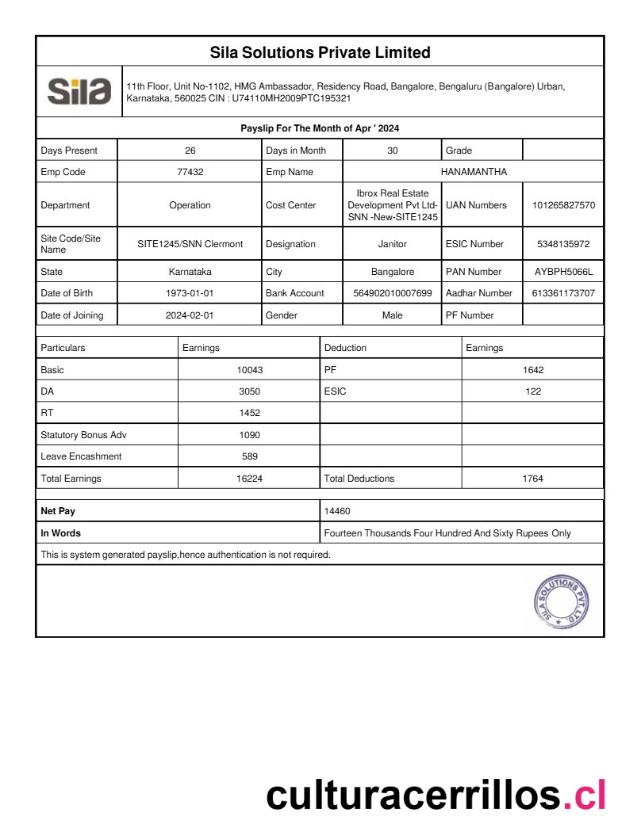 Sila Solutions Private Limited
Sila
11th Floor, Unit No-1102, HMG Ambassador, Residency Road, Bangalore, Bengaluru (Bangalore) Urban,
Karnataka, 560025 CIN : U74110MH2009PTC195321
Payslip For The Month of Apr ' 2024
Days Present 26 Days in Month 30 Grade
Emp Code 77432 Emp Name HANAMANTHA
Department Operation Cost Center Ibrox Real Estate Development Pvt Ltd-SNN -New-SITE1245 UAN Numbers 101265827570
Site Code/Site Name SITE1245/SNN Clermont Designation Janitor ESIC Number 5348135972
State Karnataka City Bangalore PAN Number AYBPH5066L
Date of Birth 1973-01-01 Bank Account 564902010007699 Aadhar Number 613361173707
Date of Joining 2024-02-01 Gender Male PF Number
Particulars Earnings Deduction Earnings
Basic 10043 PF 1642
DA 3050 ESIC 122
RT 1452
Statutory Bonus Adv 1090
Leave Encashment 589
Total Earnings 16224 Total Deductions 1764
Net Pay 14460
In Words Fourteen Thousands Four Hundred And Sixty Rupees Only
This is system generated payslip,hence authentication is not required.
SILA SOLUTIONS PVT. LTD.
culturacerrillos.cl